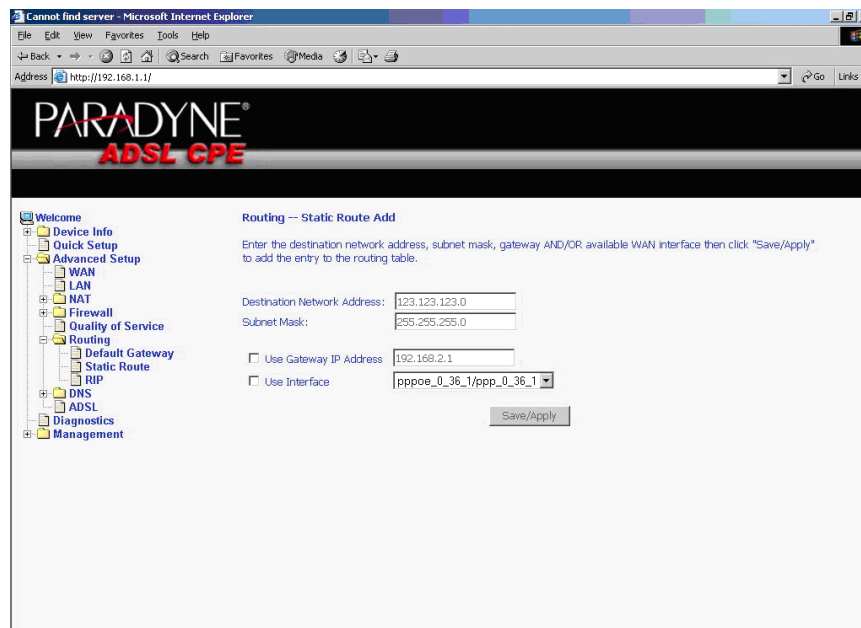 Cannot find server - Microsoft Internet Explorer
File Edit View Favorites Tools Help
Back Search Favorites Media
Address http://192.168.1.1/ Go Links
PARADYNE®
ADSL CPE
Welcome
Device Info
Quick Setup
Advanced Setup
WAN
LAN
NAT
Firewall
Quality of Service
Routing
Default Gateway
Static Route
RIP
DNS
ADSL
Diagnostics
Management
Routing -- Static Route Add
Enter the destination network address, subnet mask, gateway AND/OR available WAN interface then click "Save/Apply"
to add the entry to the routing table.
Destination Network Address: 123.123.123.0
Subnet Mask: 255.255.255.0
Use Gateway IP Address 192.168.2.1
Use Interface pppoe_0_36_1/ppp_0_36_1
Save/Apply